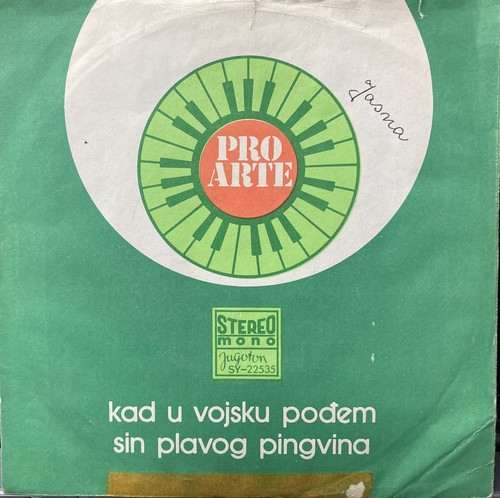 Jasna
PRO
ARTE
STEREO
mono
Jugoton
SY-22535
kad u vojsku pođem
sin plavog pingvina